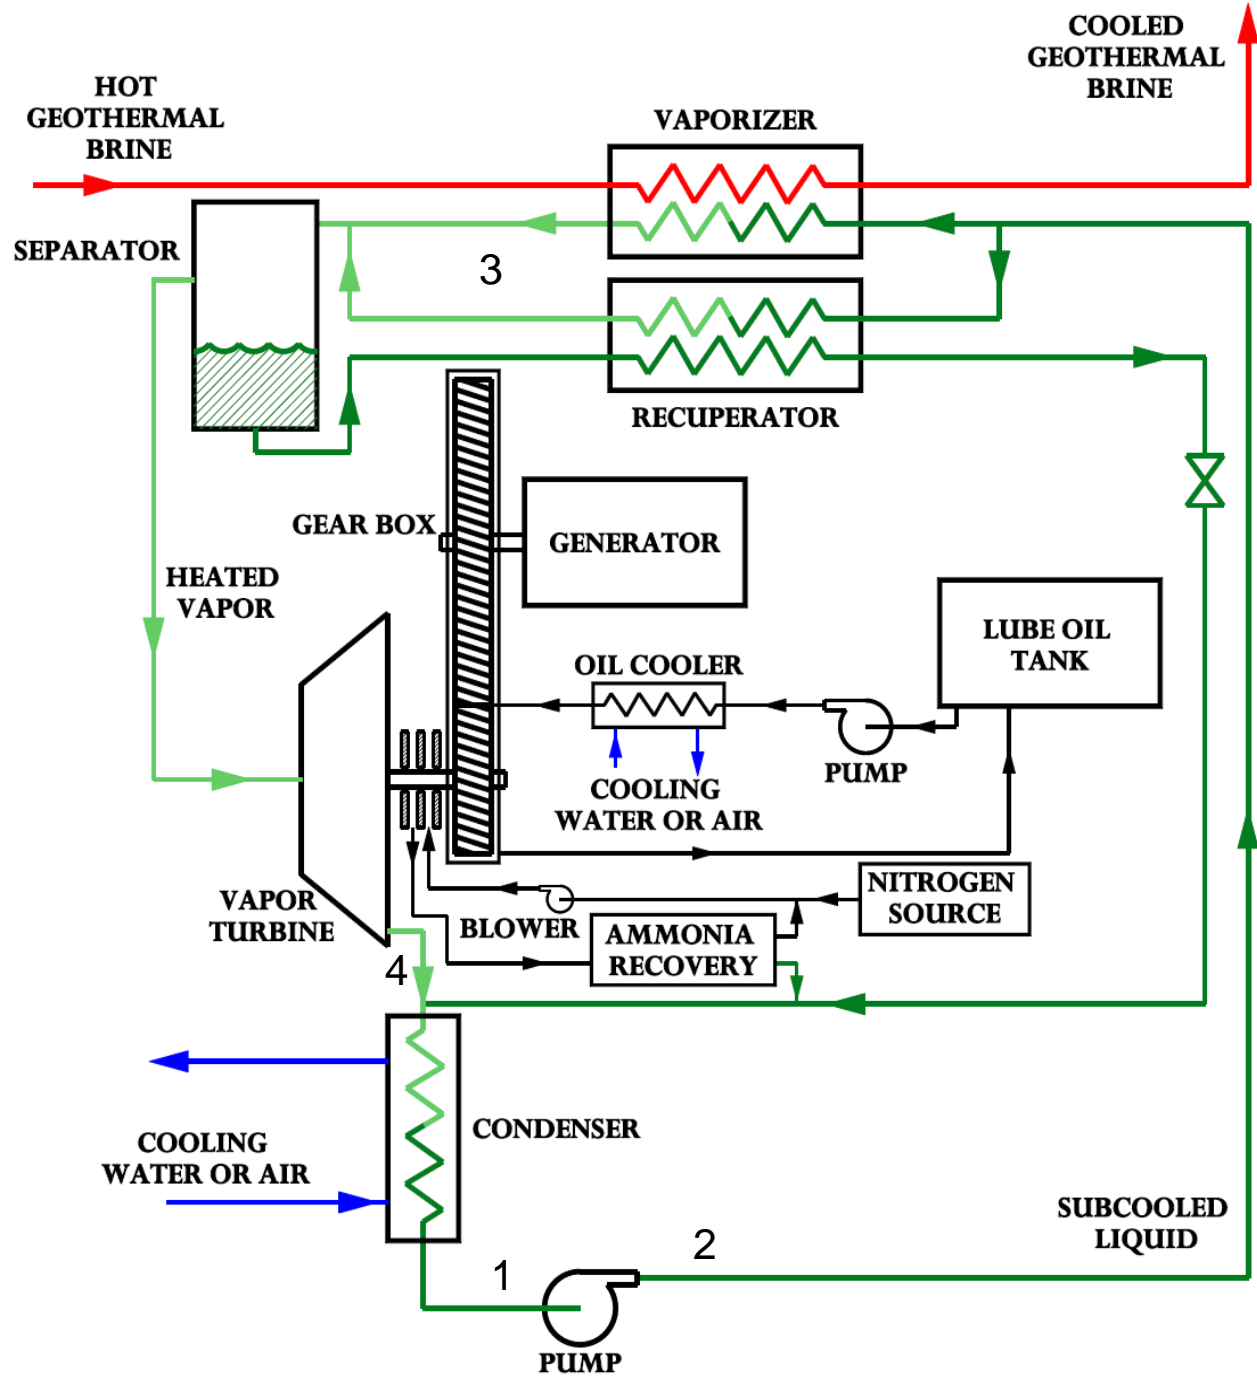 COOLED
GEOTHERMAL
BRINE
HOT
GEOTHERMAL
BRINE
VAPORIZER
SEPARATOR
3
RECUPERATOR
GEAR BOX
GENERATOR
HEATED
VAPOR
LUBE OIL
TANK
OIL COOLER
PUMP
COOLING
WATER OR AIR
NITROGEN
SOURCE
VAPOR
TURBINE
BLOWER
AMMONIA
RECOVERY
4
CONDENSER
COOLING
WATER OR AIR
SUBCOOLED
LIQUID
1
2
PUMP